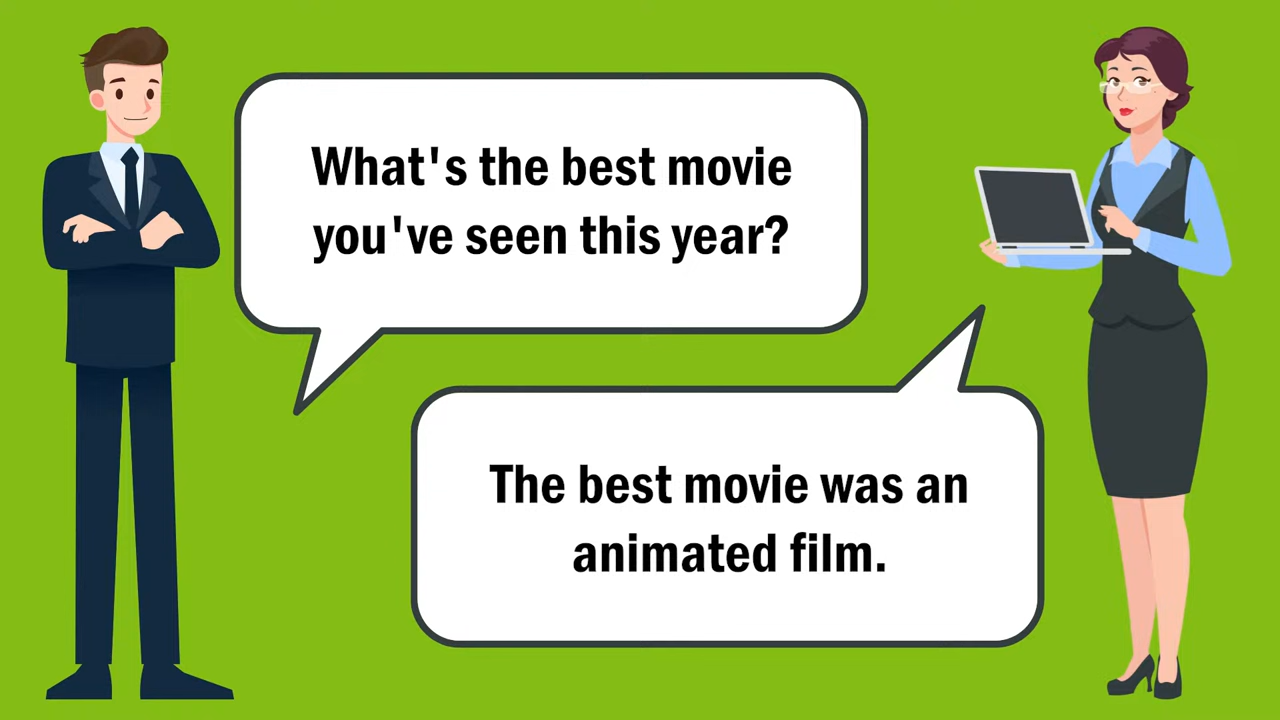 What's the best movie
you've seen this year?
The best movie was an
animated film.